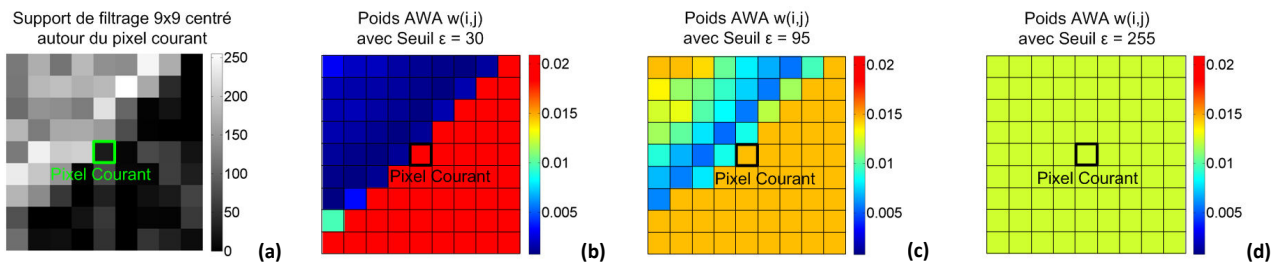 Support de filtrage 9x9 centré
autour du pixel courant
250
200
150
100
50
0
Pixel Courant
(a)
Poids AWA w(i,j)
avec Seuil ε = 30
0.02
0.015
0.01
0.005
Pixel Courant
(b)
Poids AWA w(i,j)
avec Seuil ε = 95
0.02
0.015
0.01
0.005
Pixel Courant
(c)
Poids AWA w(i,j)
avec Seuil ε = 255
0.02
0.015
0.01
0.005
Pixel Courant
(d)